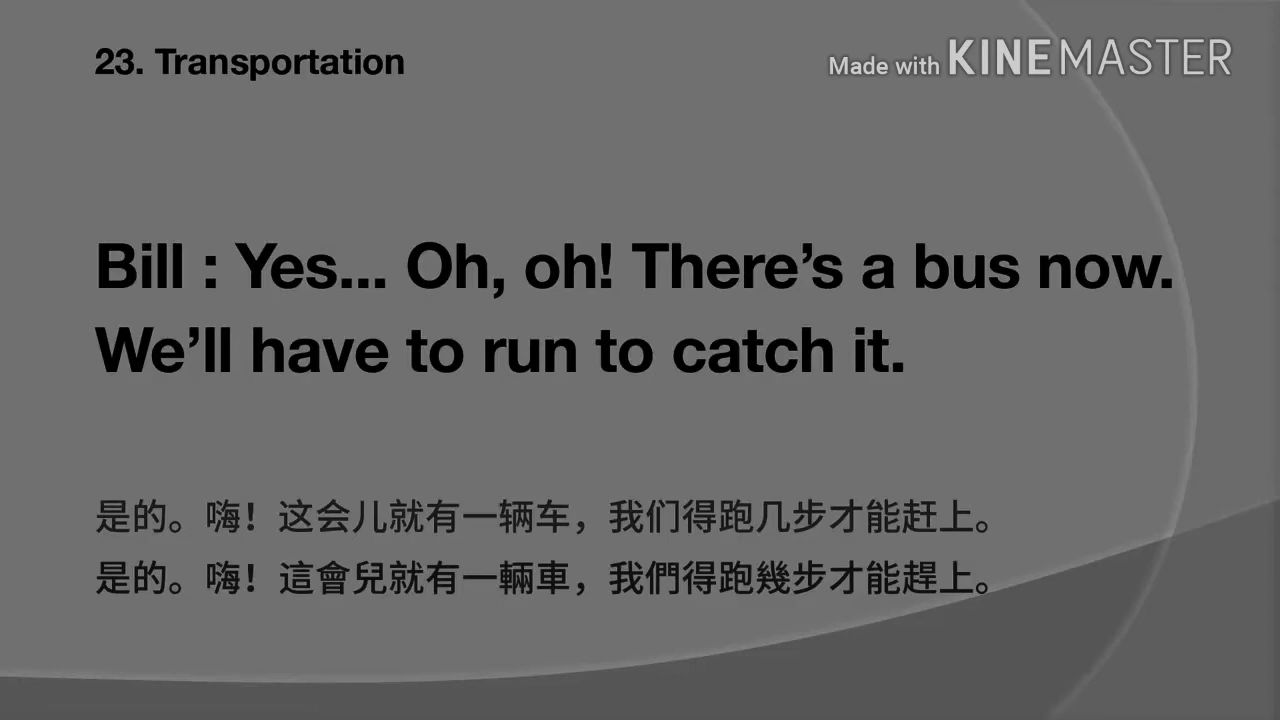 23. Transportation
Made with KINEMASTER
Bill : Yes... Oh, oh! There’s a bus now.
We’ll have to run to catch it.
是的。嗨！这会儿就有一辆车，我们得跑几步才能赶上。
是的。嗨！這會兒就有一輛車，我們得跑幾步才能趕上。